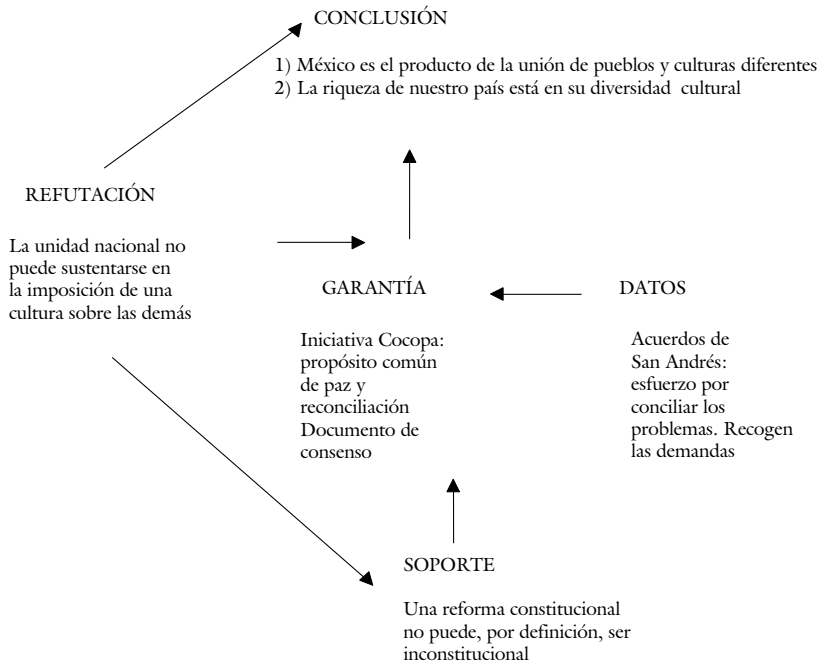 CONCLUSIÓN
1) México es el producto de la unión de pueblos y culturas diferentes
2) La riqueza de nuestro país está en su diversidad cultural
REFUTACIÓN
La unidad nacional no
puede sustentarse en
la imposición de una
cultura sobre las demás
GARANTÍA
Iniciativa Cocopa:
propósito común
de paz y
reconciliación
Documento de
consenso
DATOS
Acuerdos de
San Andrés:
esfuerzo por
conciliar los
problemas. Recogen
las demandas
SOPORTE
Una reforma constitucional
no puede, por definición, ser
inconstitucional